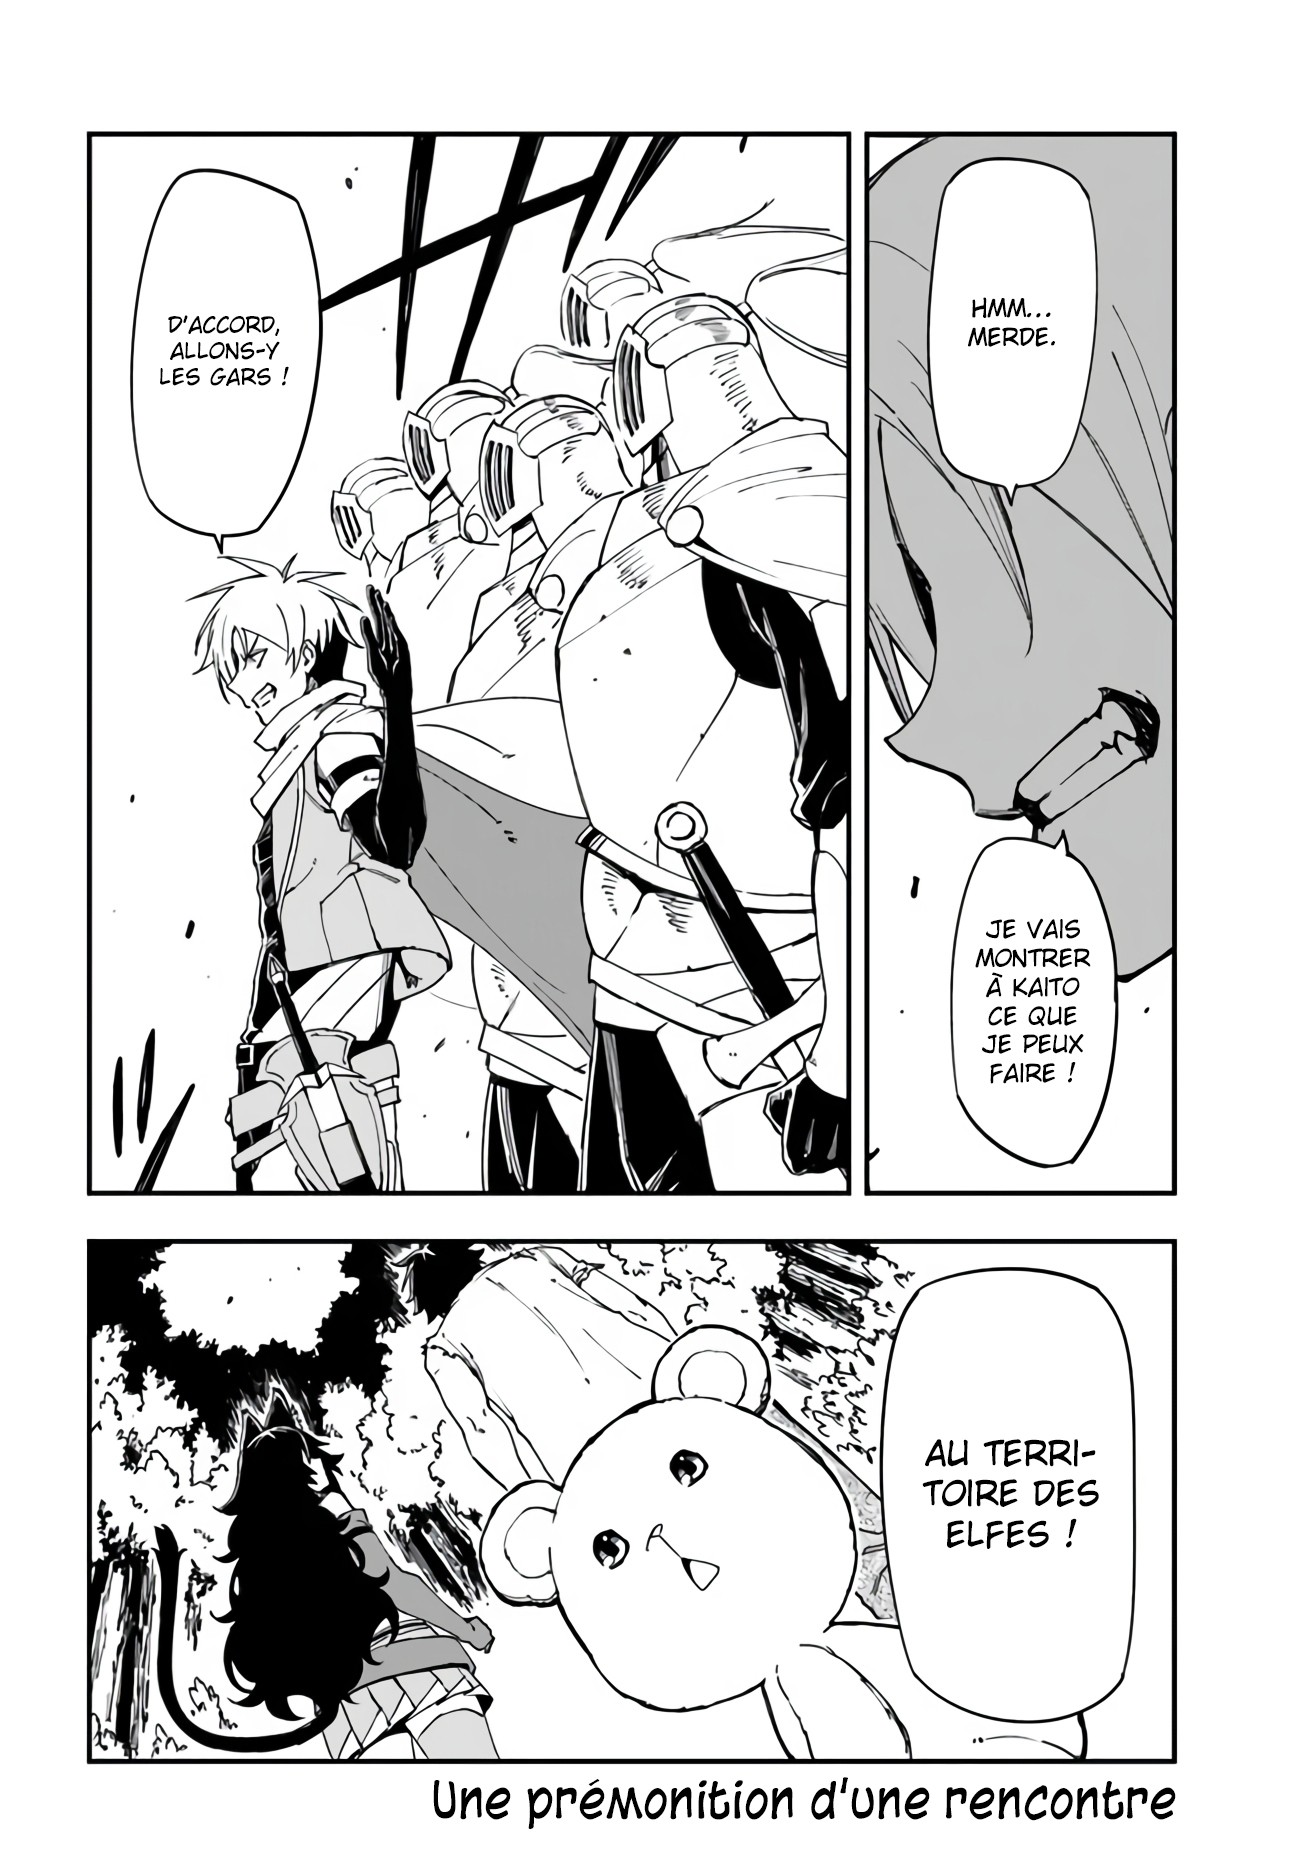 HMM...
MERDE.
JE VAIS
MONTRER
À KAITO
CE QUE
JE PEUX
FAIRE !
D'ACCORD,
ALLONS-Y
LES GARS !
AU TERRI-
TOIRE DES
ELFES !
Une prémonition d'une rencontre